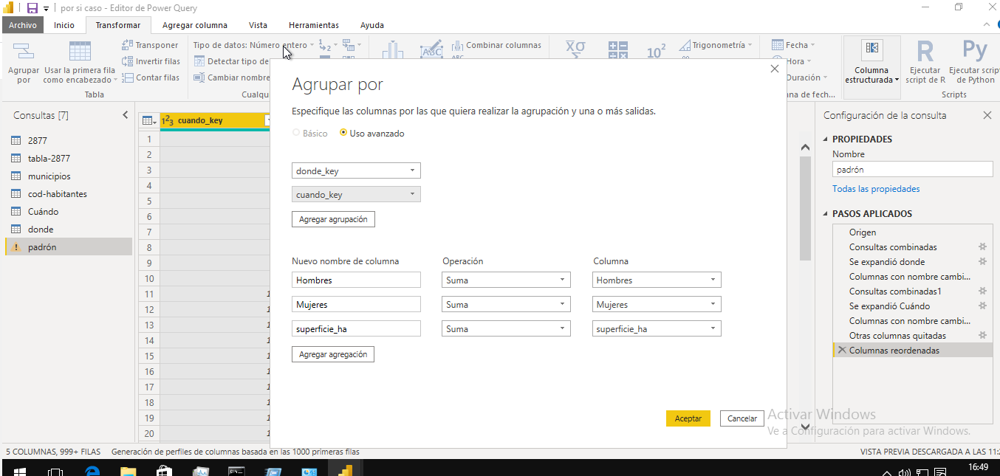 por si caso - Editor de Power Query
Archivo Inicio Transformar Agregar columna Vista Herramientas Ayuda
Agrupar por
Usar la primera fila como encabezado
Transponer
Invertir filas
Contar filas
Tabla
Tipo de datos: Número entero
Detectar tipo de
Cambiar nombre
Cualqu
Combinar columnas
Trigonometría
Fecha
Hora
Duración
na de fech...
Columna estructurada
Ejecutar script de R
Ejecutar scrip de Python
Scripts
Consultas [7]
2877
tabla-2877
municipios
cod-habitantes
Cuándo
donde
padrón
cuando_key
1
2
3
4
5
6
7
8
9
10
11
12
13
14
15
16
17
18
19
20
Agrupar por
Especifique las columnas por las que quiera realizar la agrupación y una o más salidas.
Básico Uso avanzado
donde_key
cuando_key
Agregar agrupación
Nuevo nombre de columna Operación Columna
Hombres Suma Hombres
Mujeres Suma Mujeres
superficie_ha Suma superficie_ha
Agregar agregación
Aceptar Cancelar
Configuración de la consulta
PROPIEDADES
Nombre
padrón
Todas las propiedades
PASOS APLICADOS
Origen
Consultas combinadas
Se expandió donde
Columnas con nombre cambi...
Consultas combinadas1
Se expandió Cuándo
Columnas con nombre cambi...
Otras columnas quitadas
Columnas reordenadas
Activar Windows
Ve a Configuración para activar Windows.
5 COLUMNAS, 999+ FILAS Generación de perfiles de columnas basada en las 1000 primeras filas
VISTA PREVIA DESCARGADA A LAS 11:2
16:49